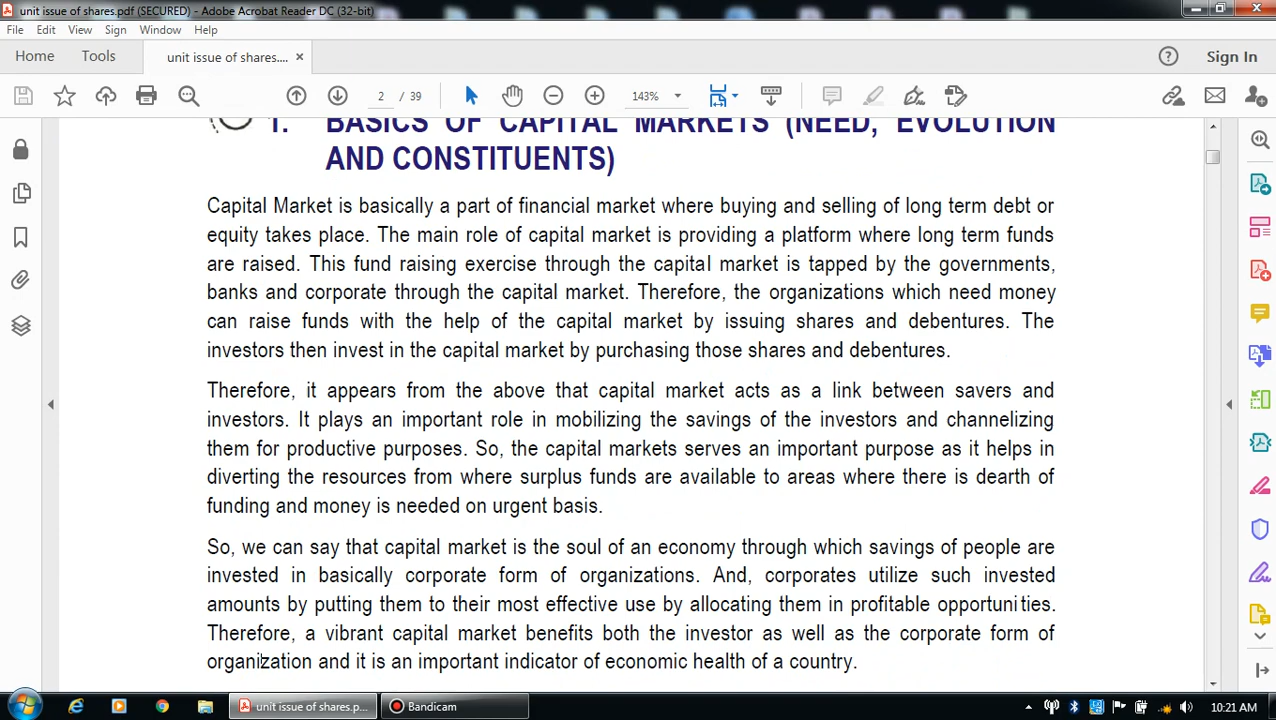 unit issue of shares.pdf (SECURED) - Adobe Acrobat Reader DC (32-bit)
File Edit View Sign Window Help
Home Tools unit issue of shares.... × Sign In
2 / 39 143%
1. BASICS OF CAPITAL MARKETS (NEED, EVOLUTION
AND CONSTITUENTS)
Capital Market is basically a part of financial market where buying and selling of long term debt or
equity takes place. The main role of capital market is providing a platform where long term funds
are raised. This fund raising exercise through the capital market is tapped by the governments,
banks and corporate through the capital market. Therefore, the organizations which need money
can raise funds with the help of the capital market by issuing shares and debentures. The
investors then invest in the capital market by purchasing those shares and debentures.
Therefore, it appears from the above that capital market acts as a link between savers and
investors. It plays an important role in mobilizing the savings of the investors and channelizing
them for productive purposes. So, the capital markets serves an important purpose as it helps in
diverting the resources from where surplus funds are available to areas where there is dearth of
funding and money is needed on urgent basis.
So, we can say that capital market is the soul of an economy through which savings of people are
invested in basically corporate form of organizations. And, corporates utilize such invested
amounts by putting them to their most effective use by allocating them in profitable opportunities.
Therefore, a vibrant capital market benefits both the investor as well as the corporate form of
organization and it is an important indicator of economic health of a country.
unit issue of shares.p... Bandicam 10:21 AM